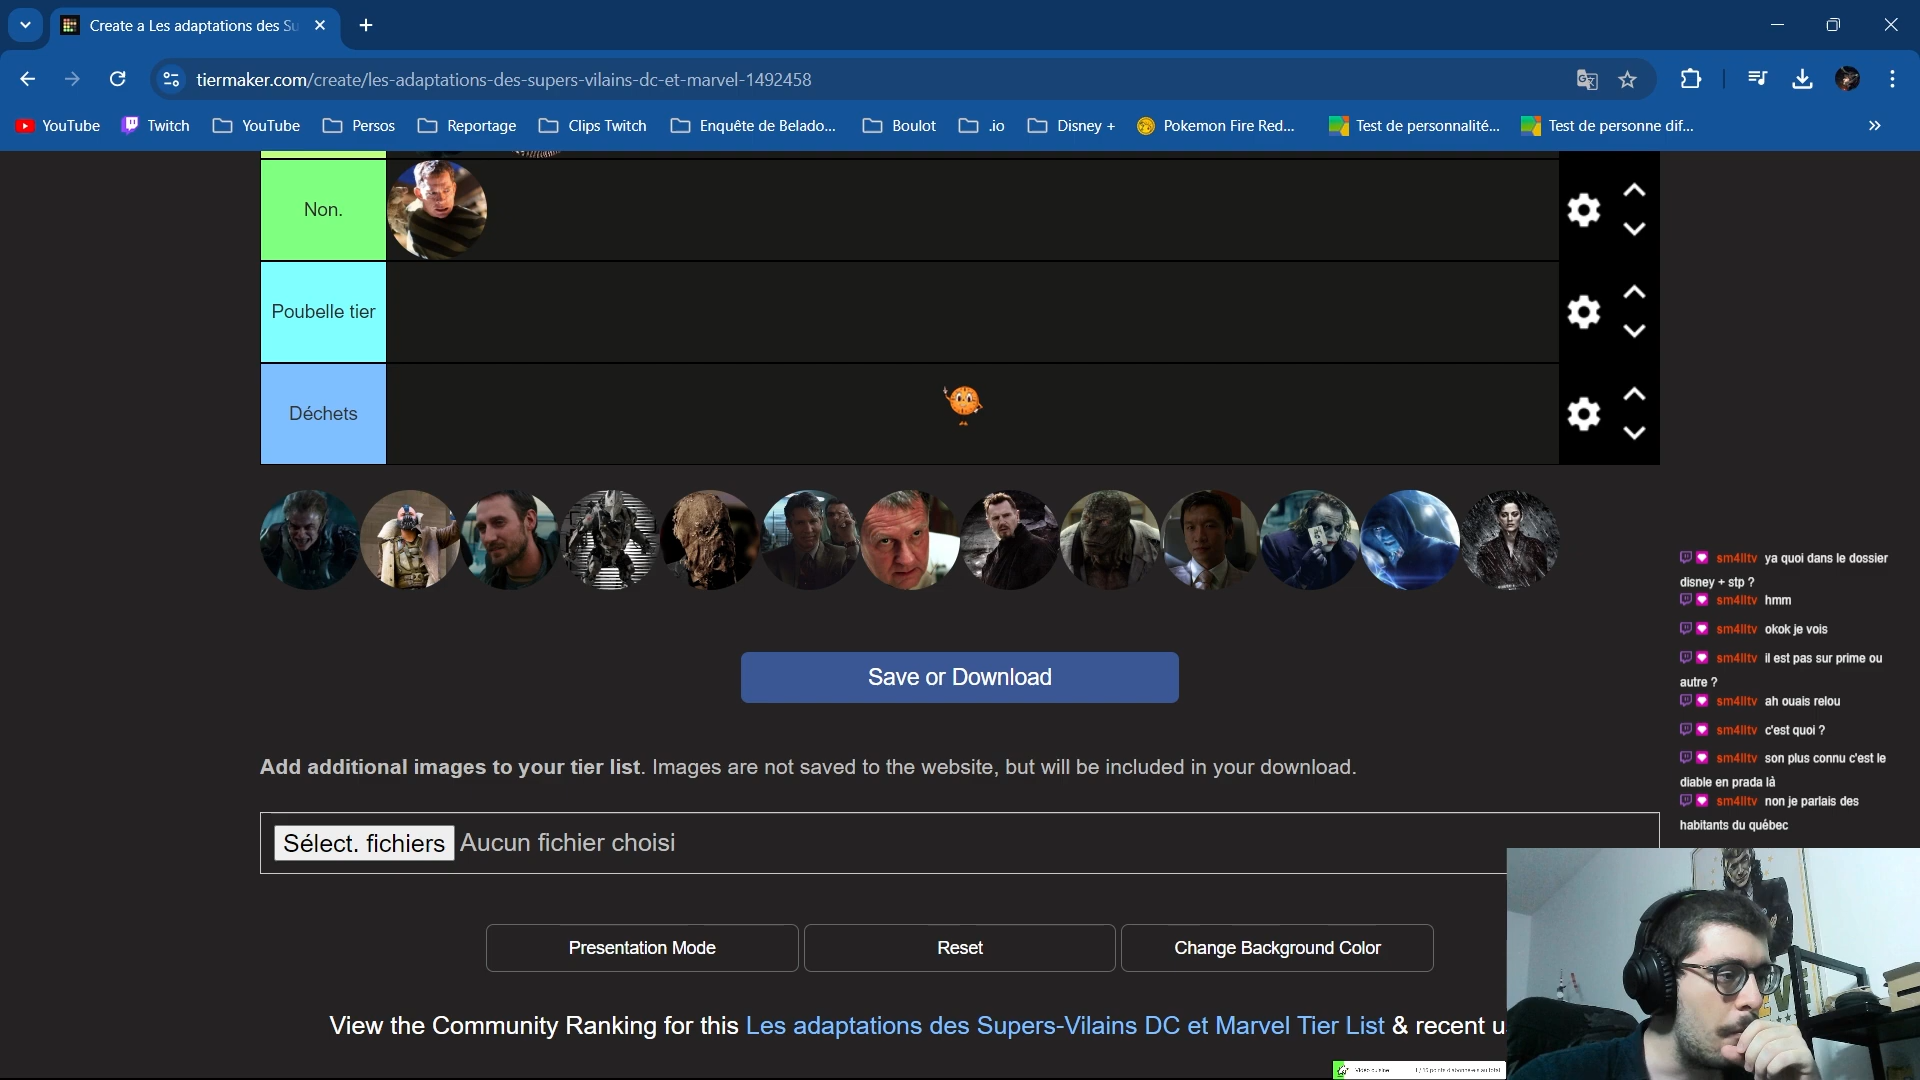 Create a Les adaptations des Su
tiermaker.com/create/les-adaptations-des-supers-vilains-dc-et-marvel-1492458
YouTube
Twitch
YouTube
Persos
Reportage
Clips Twitch
Enquête de Belado...
Boulot
.io
Disney +
Pokemon Fire Red...
Test de personnalité...
Test de personne dif...
Non.
Poubelle tier
Déchets
Save or Download
Add additional images to your tier list. Images are not saved to the website, but will be included in your download.
Sélect. fichiers Aucun fichier choisi
Presentation Mode
Reset
Change Background Color
View the Community Ranking for this Les adaptations des Supers-Vilains DC et Marvel Tier List & recent u
sm4lltv ya quoi dans le dossier
disney + stp ?
sm4lltv hmm
sm4lltv okok je vois
sm4lltv il est pas sur prime ou
autre ?
sm4lltv ah ouais relou
sm4lltv c'est quoi ?
sm4lltv son plus connu c'est le
diable en prada là
sm4lltv non je parlais des
habitants du québec